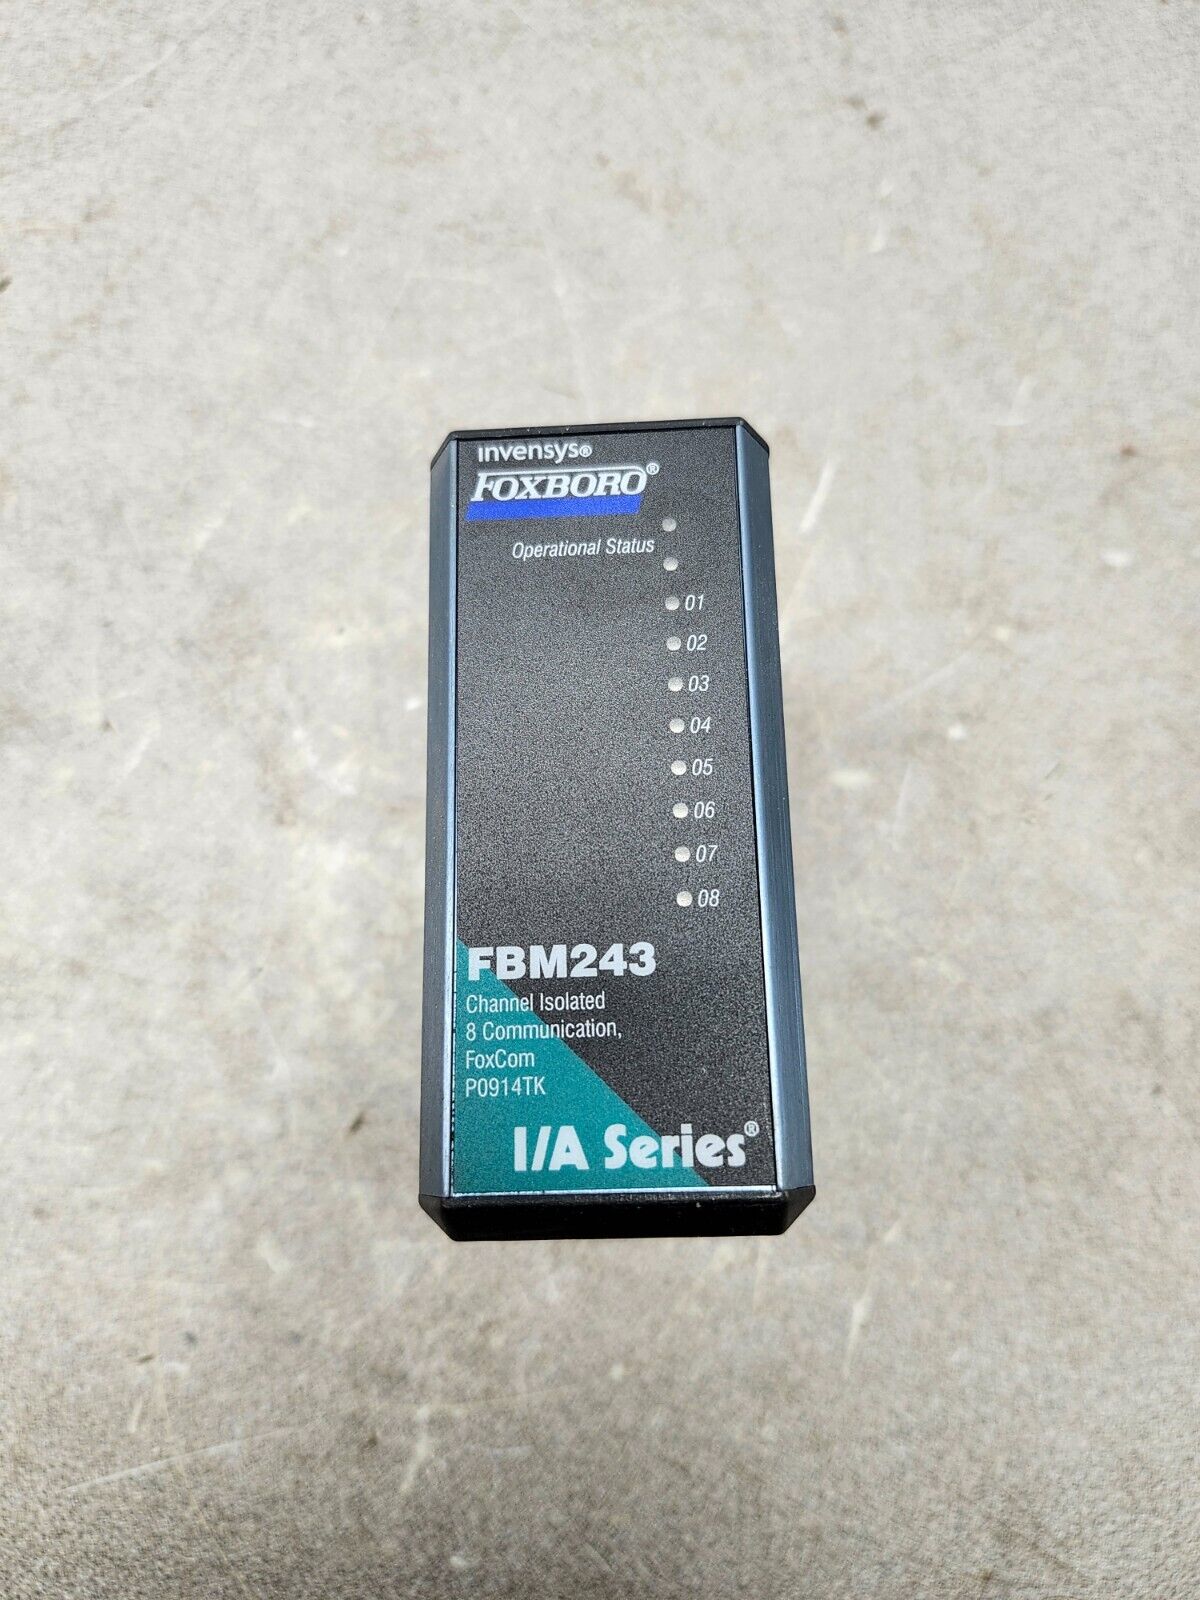 invensys®
FOXBORO®
Operational Status
01
02
03
04
05
06
07
08
FBM243
Channel Isolated
8 Communication,
FoxCom
P0914TK
I/A Series®